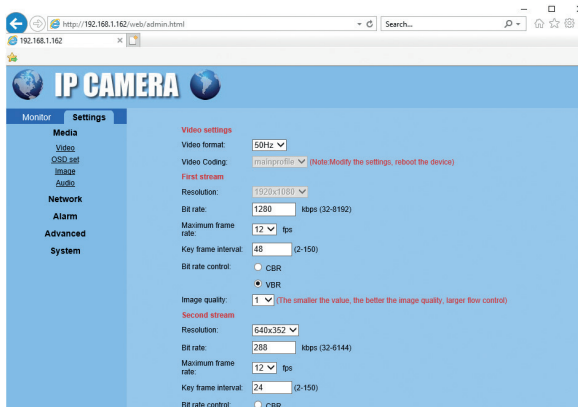 http://192.168.1.162/web/admin.html
Search...
192.168.1.162
IP CAMERA
Monitor Settings
Media
Video
OSD set
Image
Audio
Network
Alarm
Advanced
System
Video settings
Video format: 50Hz
Video Coding: mainprofile (Note:Modify the settings, reboot the device)
First stream
Resolution: 1920x1080
Bit rate: 1280 kbps (32-8192)
Maximum frame
rate: 12 fps
Key frame interval: 48 (2-150)
Bit rate control: CBR
VBR
Image quality: 1 (The smaller the value, the better the image quality, larger flow control)
Second stream
Resolution: 640x352
Bit rate: 288 kbps (32-6144)
Maximum frame
rate: 12 fps
Key frame interval: 24 (2-150)
Bit rate control: CBR